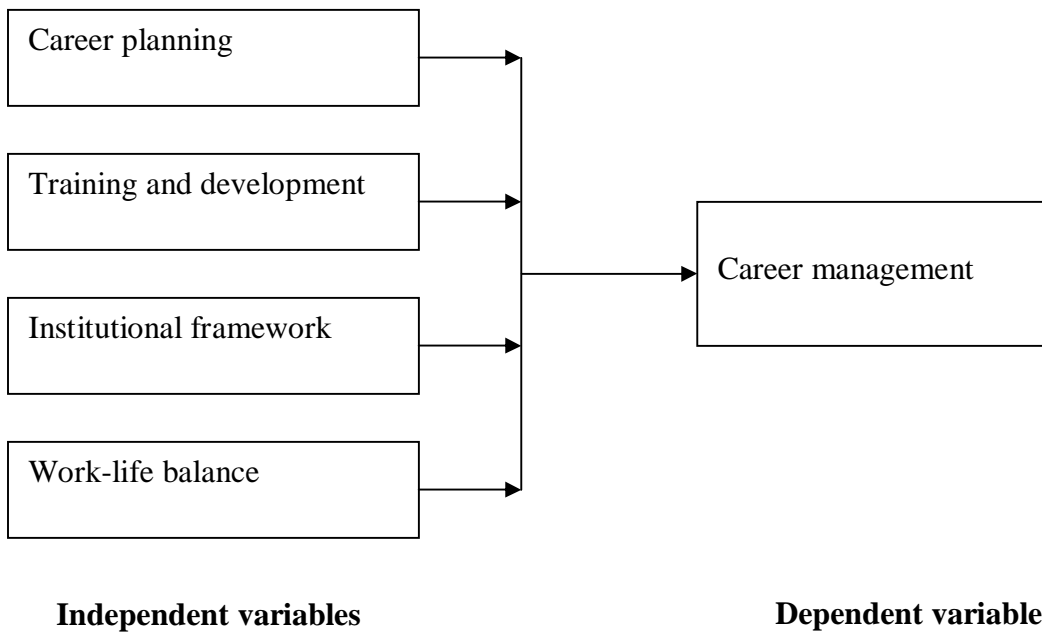 Career planning
Training and development
Institutional framework
Work-life balance
Career management
Independent variables
Dependent variable